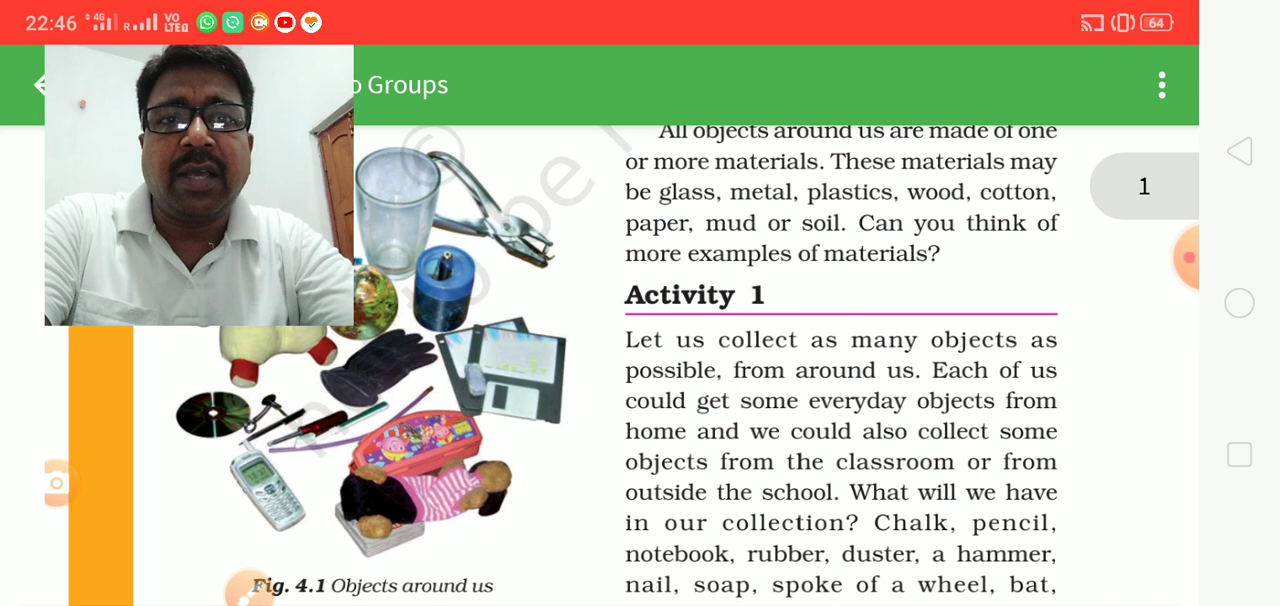 22:46
4G
R
VO
LTE
64
o Groups
1
All objects around us are made of one
or more materials. These materials may
be glass, metal, plastics, wood, cotton,
paper, mud or soil. Can you think of
more examples of materials?
Activity 1
Let us collect as many objects as
possible, from around us. Each of us
could get some everyday objects from
home and we could also collect some
objects from the classroom or from
outside the school. What will we have
in our collection? Chalk, pencil,
notebook, rubber, duster, a hammer,
nail, soap, spoke of a wheel, bat,
Fig. 4.1 Objects around us